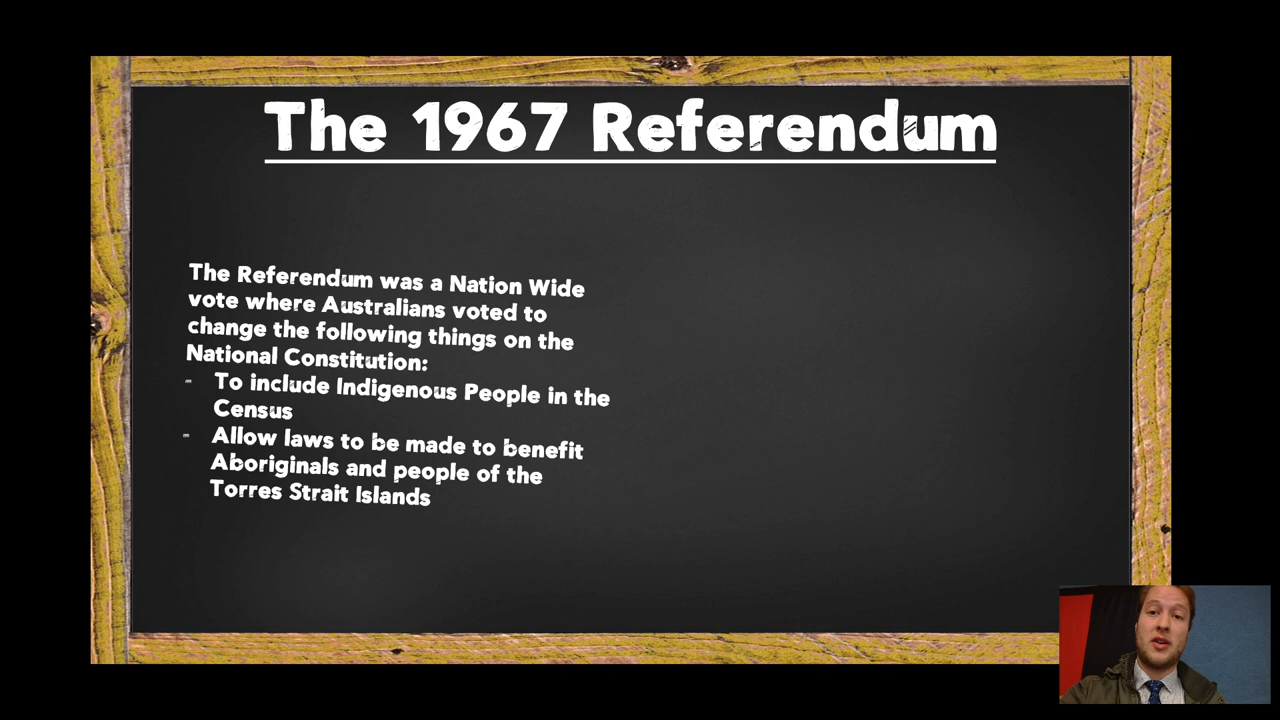 The 1967 Referendum
The Referendum was a Nation Wide
vote where Australians voted to
change the following things on the
National Constitution:
- To include Indigenous People in the
Census
- Allow laws to be made to benefit
Aboriginals and people of the
Torres Strait Islands